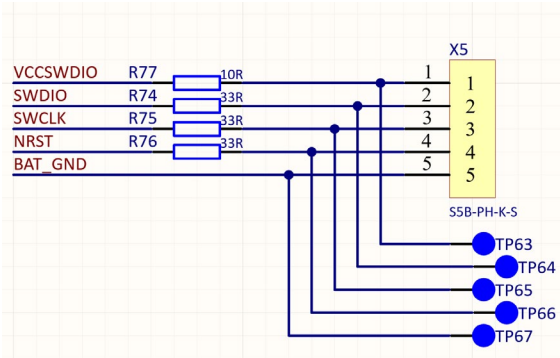 X5
VCCSWDIO R77 10R 1 1
SWDIO R74 33R 2 2
SWCLK R75 33R 3 3
NRST R76 33R 4 4
BAT_GND 5 5
S5B-PH-K-S
TP63
TP64
TP65
TP66
TP67